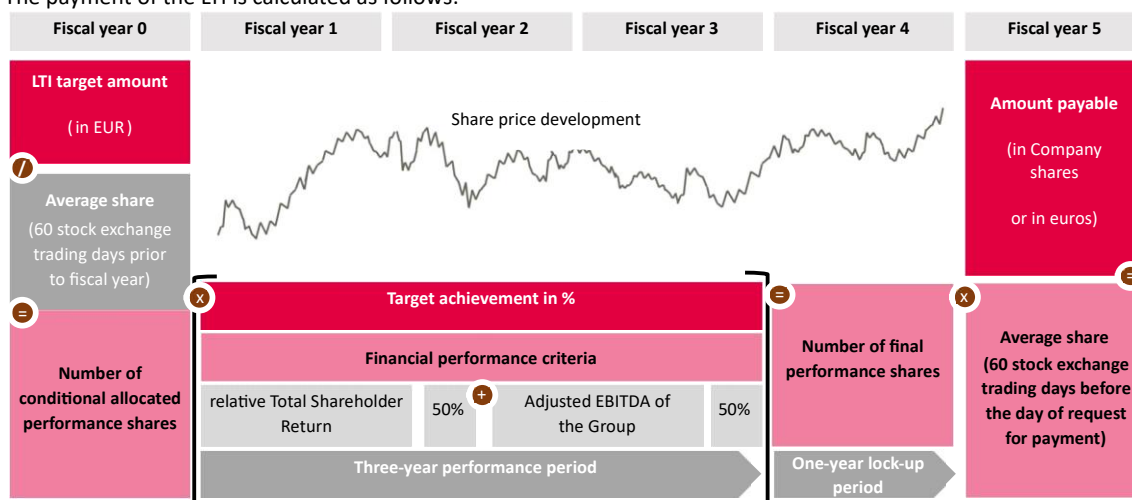 The payment of the LTI is calculated as follows:
Fiscal year 0
Fiscal year 1
Fiscal year 2
Fiscal year 3
Fiscal year 4
Fiscal year 5
LTI target amount
(in EUR)
/
Average share
(60 stock exchange
trading days prior
to fiscal year)
=
Number of
conditional allocated
performance shares
Share price development
x
Target achievement in %
Financial performance criteria
relative Total Shareholder
Return
50%
+
Adjusted EBITDA of
the Group
50%
Three-year performance period
=
Number of final
performance shares
One-year lock-up
period
x
Amount payable
(in Company
shares
or in euros)
=
Average share
(60 stock exchange
trading days before
the day of request
for payment)